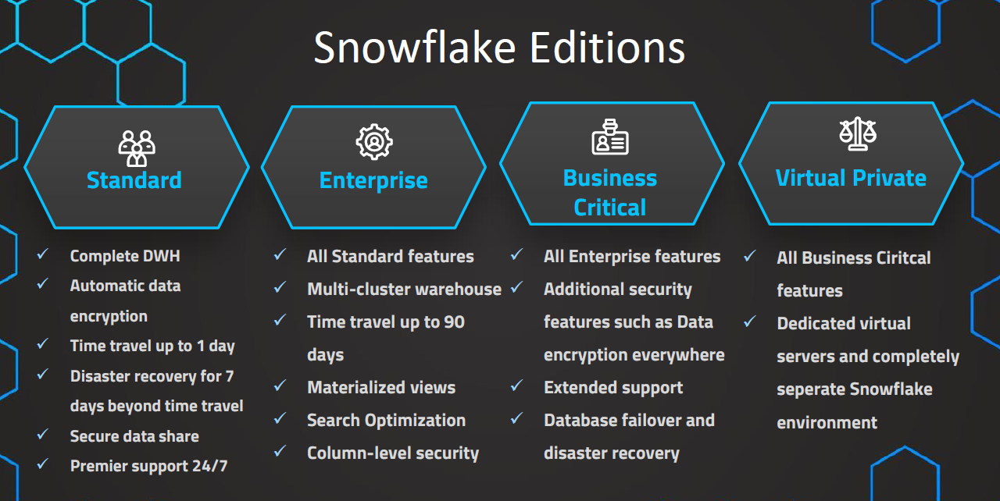 Snowflake Editions
Standard
Complete DWH
Automatic data
encryption
Time travel up to 1 day
Disaster recovery for 7
days beyond time travel
Secure data share
Premier support 24/7
Enterprise
All Standard features
Multi-cluster warehouse
Time travel up to 90
days
Materialized views
Search Optimization
Column-level security
Business
Critical
All Enterprise features
Additional security
features such as Data
encryption everywhere
Extended support
Database failover and
disaster recovery
Virtual Private
All Business Ciritcal
features
Dedicated virtual
servers and completely
seperate Snowflake
environment